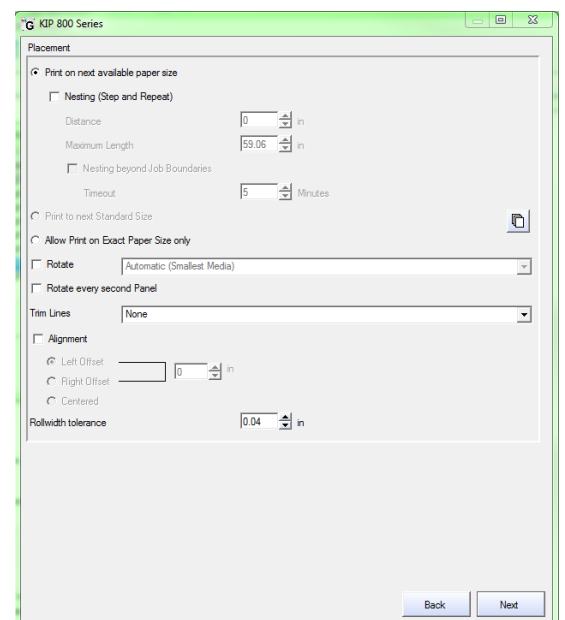 KIP 800 Series
Placement
Print on next available paper size
Nesting (Step and Repeat)
Distance 0 in
Maximum Length 59.06 in
Nesting beyond Job Boundaries
Timeout 5 Minutes
Print to next Standard Size
Allow Print on Exact Paper Size only
Rotate Automatic (Smallest Media)
Rotate every second Panel
Trim Lines None
Alignment
Left Offset
0 in
Right Offset
Centered
Rollwidth tolerance 0.04 in
Back Next